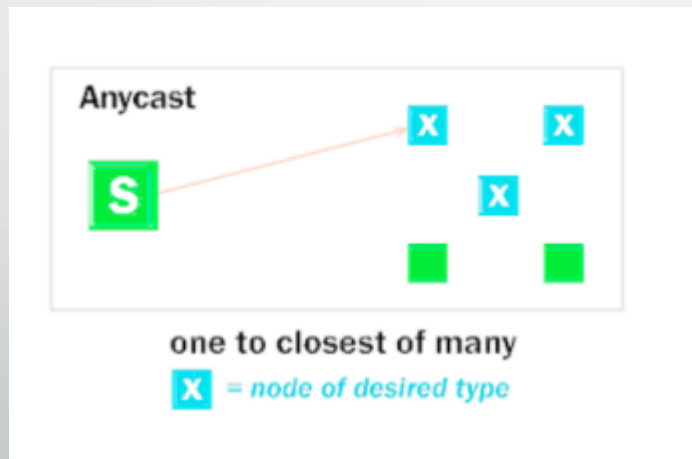 Anycast
X X
S
X
one to closest of many
X = node of desired type